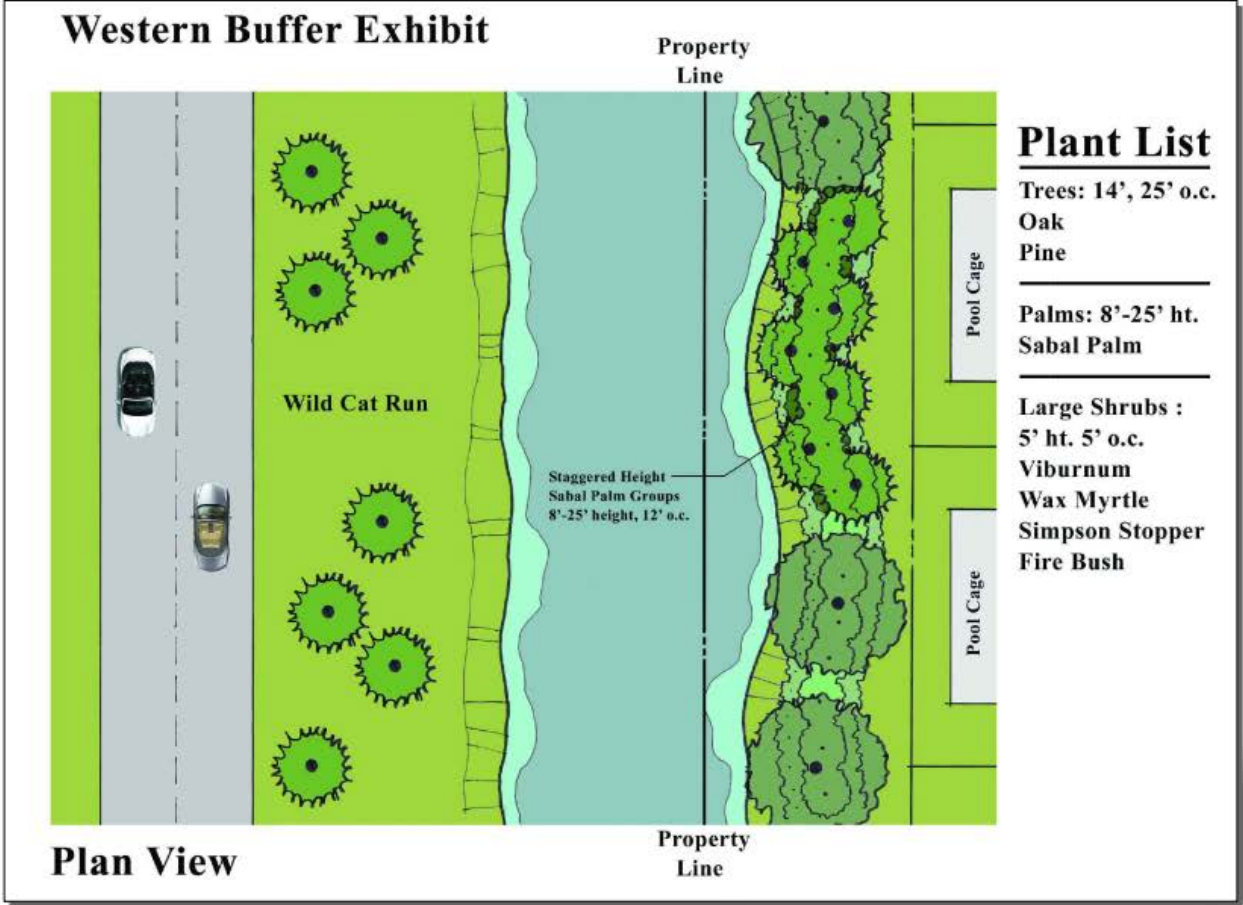 Western Buffer Exhibit
Property
Line
Plant List
Trees: 14’, 25’ o.c.
Oak
Pine
Palms: 8’-25’ ht.
Sabal Palm
Large Shrubs :
5’ ht. 5’ o.c.
Viburnum
Wax Myrtle
Simpson Stopper
Fire Bush
Pool Cage
Wild Cat Run
Staggered Height
Sabal Palm Groups
8’-25’ height, 12’ o.c.
Pool Cage
Property
Line
Plan View